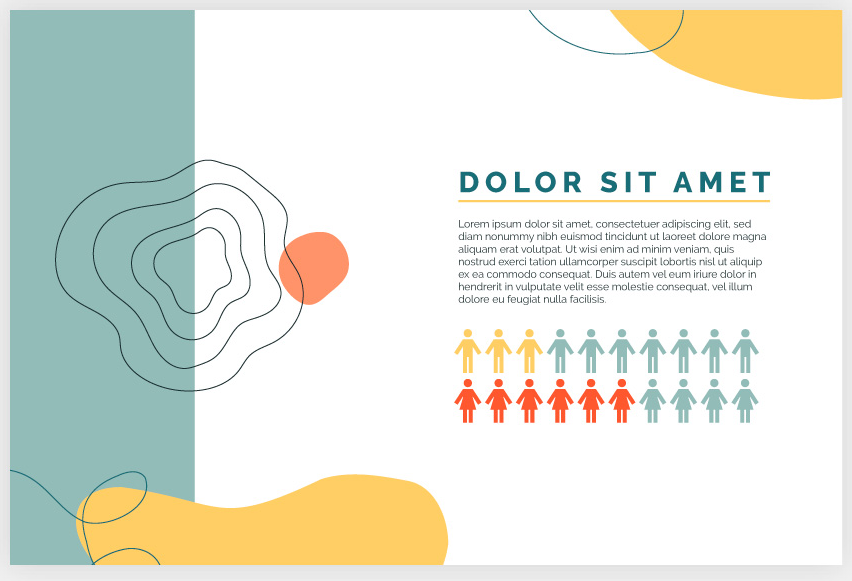 DOLOR SIT AMET
Lorem ipsum dolor sit amet, consectetuer adipiscing elit, sed
diam nonummy nibh euismod tincidunt ut laoreet dolore magna
aliquam erat volutpat. Ut wisi enim ad minim veniam, quis
nostrud exerci tation ullamcorper suscipit lobortis nisl ut aliquip
ex ea commodo consequat. Duis autem vel eum iriure dolor in
hendrerit in vulputate velit esse molestie consequat, vel illum
dolore eu feugiat nulla facilisis.